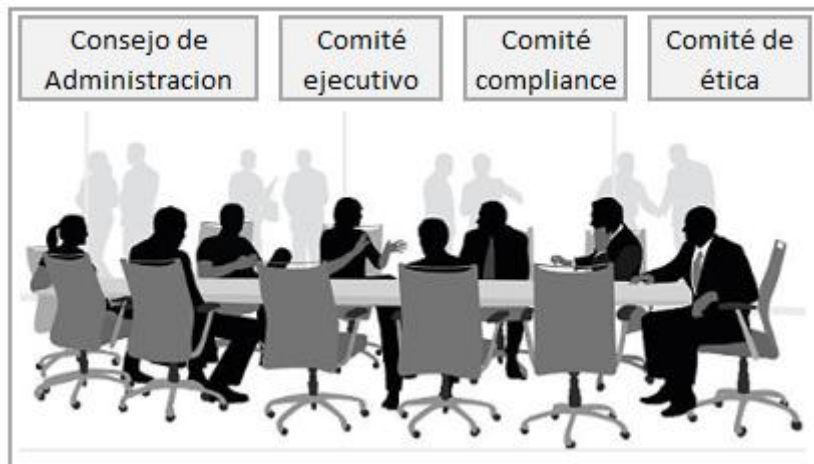 Consejo de
Administracion
Comité
ejecutivo
Comité
compliance
Comité de
ética